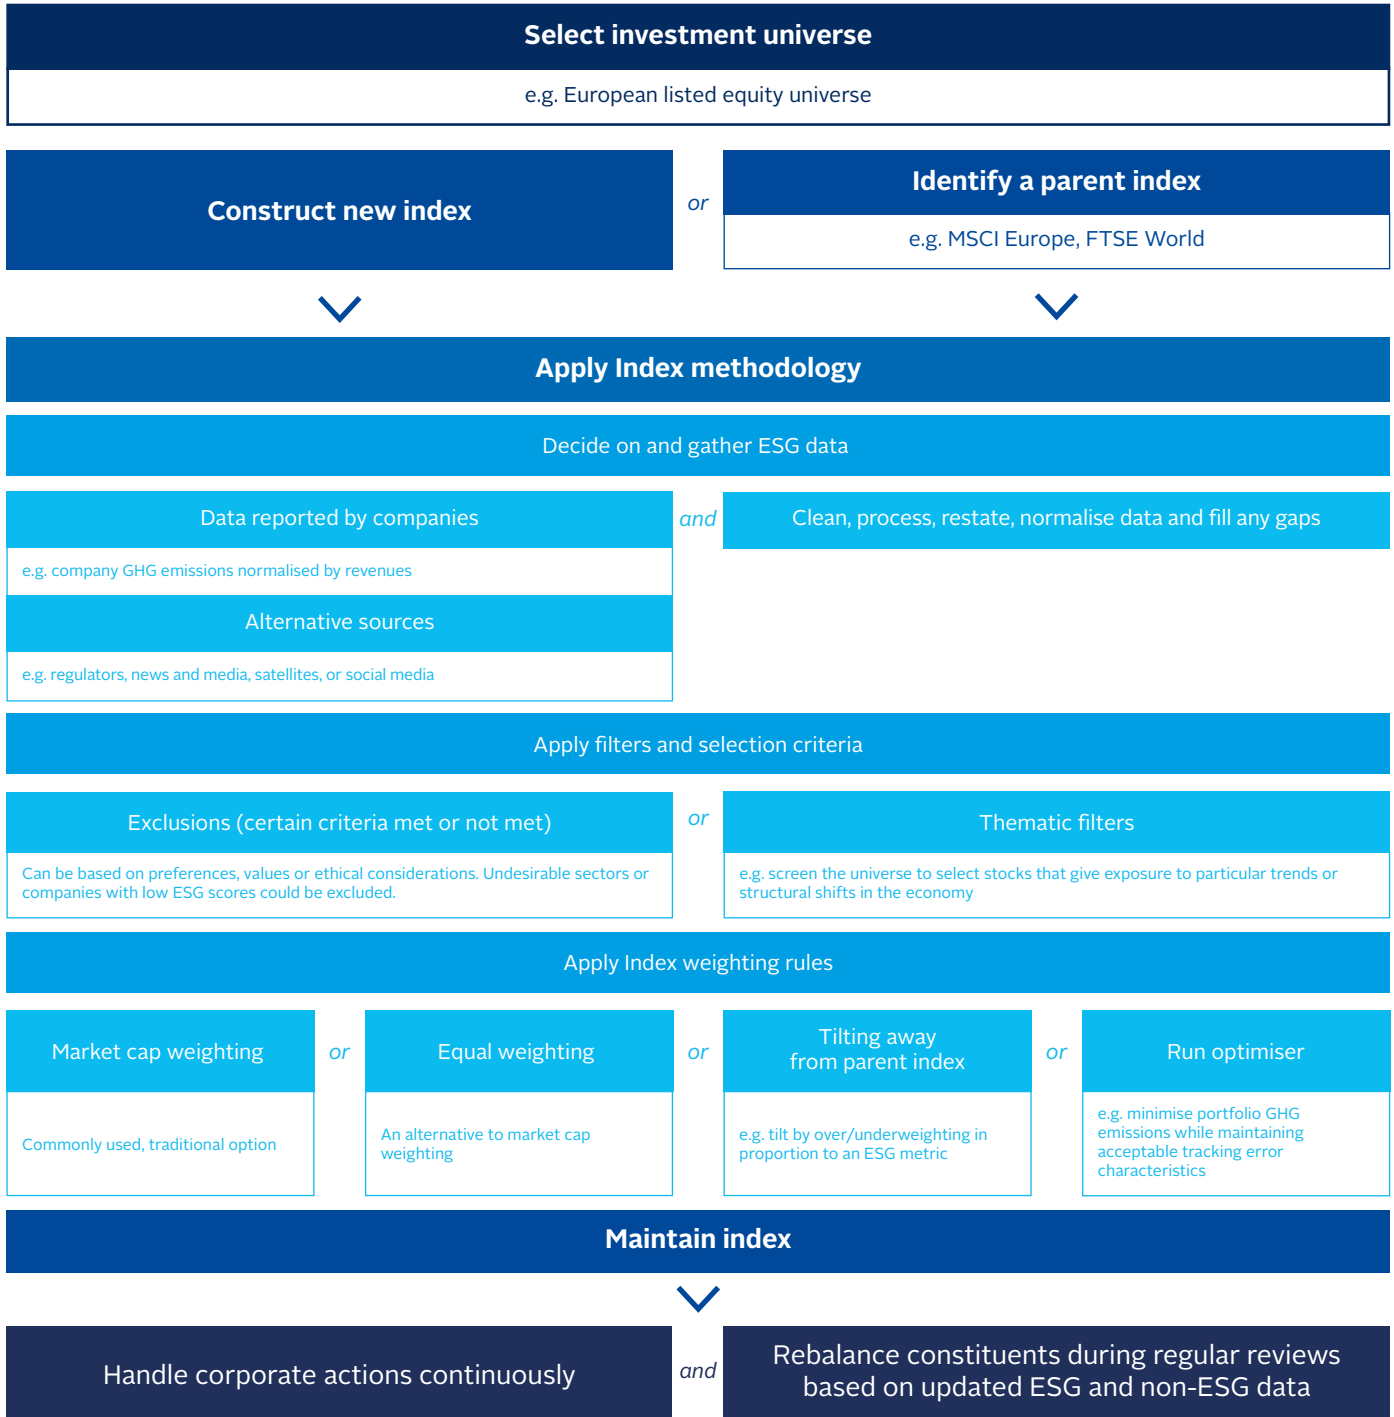 Select investment universe
e.g. European listed equity universe
Construct new index
or
Identify a parent index
e.g. MSCI Europe, FTSE World
Apply Index methodology
Decide on and gather ESG data
Data reported by companies
e.g. company GHG emissions normalised by revenues
and
Clean, process, restate, normalise data and fill any gaps
Alternative sources
e.g. regulators, news and media, satellites, or social media
Apply filters and selection criteria
Exclusions (certain criteria met or not met)
Can be based on preferences, values or ethical considerations. Undesirable sectors or
companies with low ESG scores could be excluded.
or
Thematic filters
e.g. screen the universe to select stocks that give exposure to particular trends or
structural shifts in the economy
Apply Index weighting rules
Market cap weighting
Commonly used, traditional option
or
Equal weighting
An alternative to market cap
weighting
or
Tilting away
from parent index
e.g. tilt by over/underweighting in
proportion to an ESG metric
or
Run optimiser
e.g. minimise portfolio GHG
emissions while maintaining
acceptable tracking error
characteristics
Maintain index
Handle corporate actions continuously
and
Rebalance constituents during regular reviews
based on updated ESG and non-ESG data